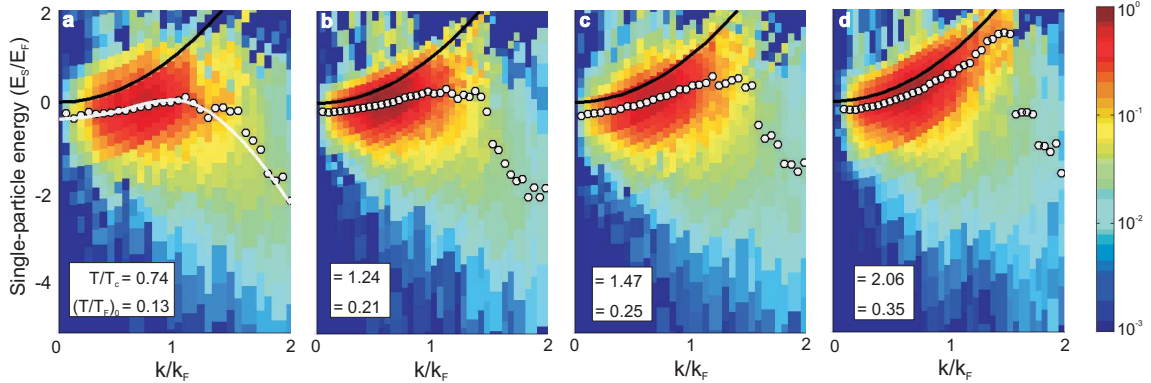 a b c d
Single-particle energy (E_S/E_F)
0
-2
-4
T/T_c = 0.74
(T/T_F)_0 = 0.13
= 1.24
= 0.21
= 1.47
= 0.25
= 2.06
= 0.35
10^0
10^-1
10^-2
10^-3
0 1 2 0 1 2 0 1 2 0 1 2
k/k_F k/k_F k/k_F k/k_F